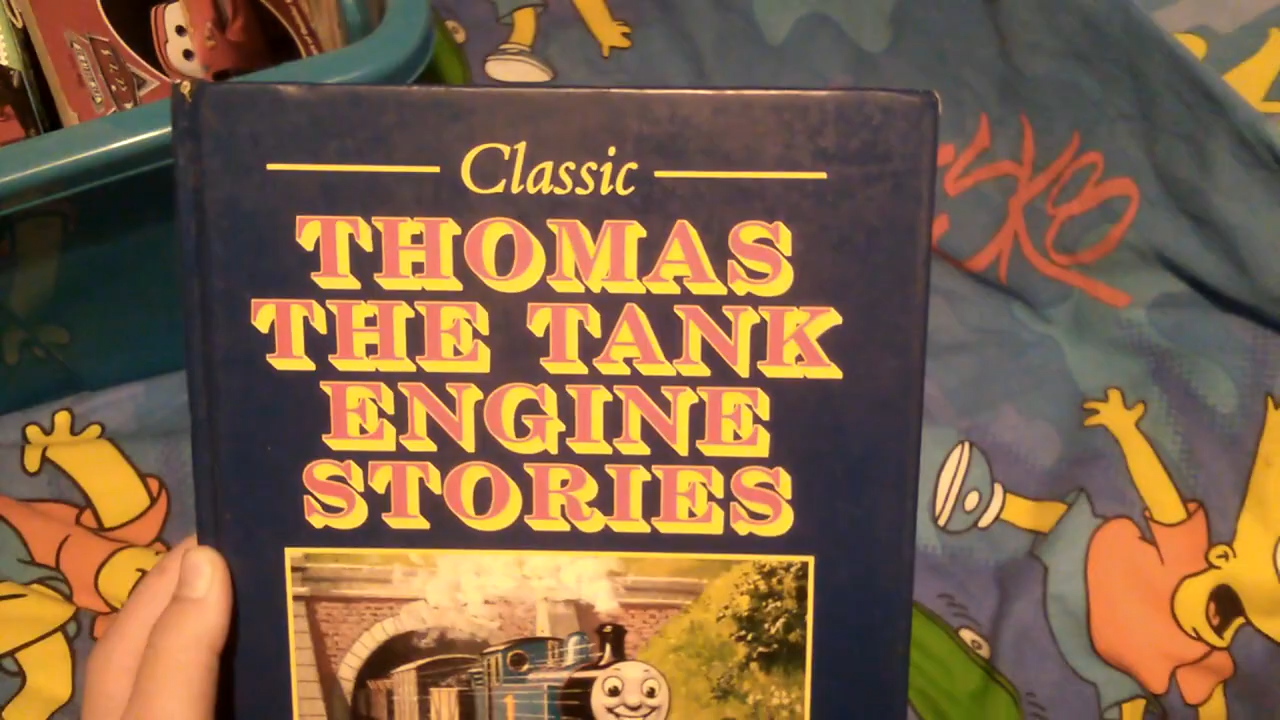 Classic
THOMAS
THE TANK
ENGINE
STORIES